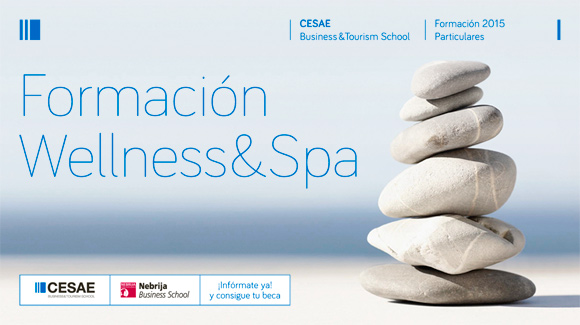 CESAE
Business&Tourism School
Formación 2015
Particulares
Formación
Wellness&Spa
CESAE
BUSINESS&TOURISM SCHOOL
Nebrija
Business School
¡Infórmate ya!
y consigue tu beca